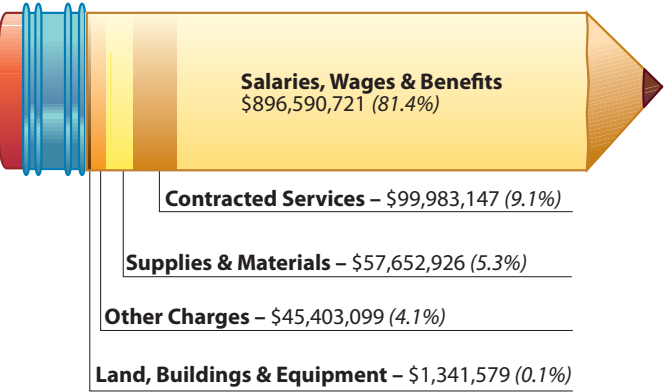 Salaries, Wages & Benefits
$896,590,721 (81.4%)
Contracted Services – $99,983,147 (9.1%)
Supplies & Materials – $57,652,926 (5.3%)
Other Charges – $45,403,099 (4.1%)
Land, Buildings & Equipment – $1,341,579 (0.1%)